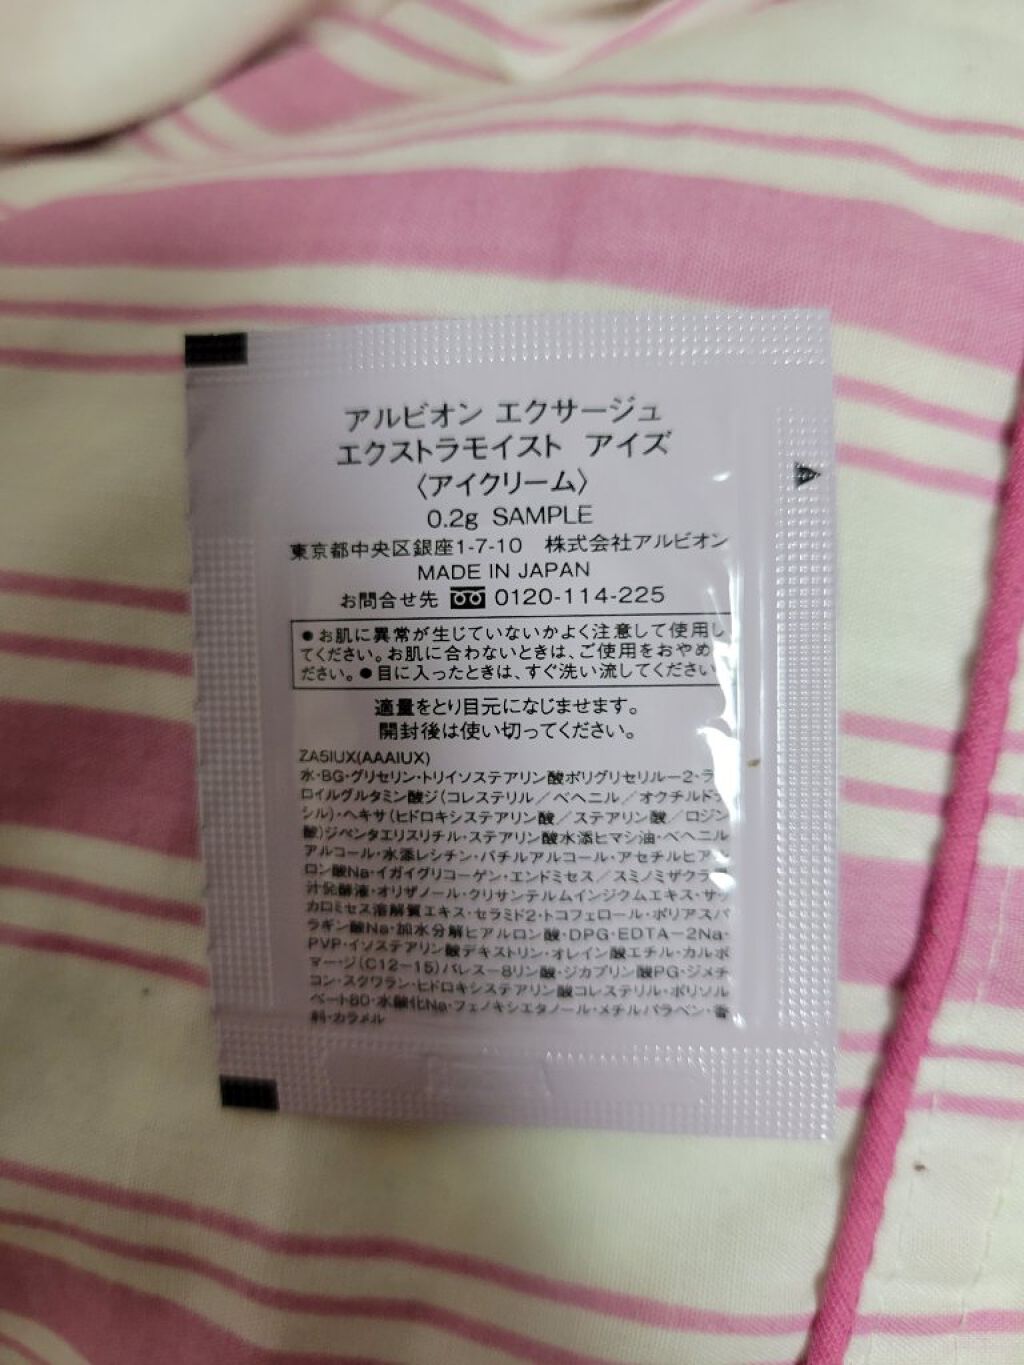 アルビオン エクサージュ
エクストラモイスト アイズ
〈アイクリーム〉
0.2g SAMPLE
東京都中央区銀座1-7-10 株式会社アルビオン
MADE IN JAPAN
お問合せ先 0120-114-225
●お肌に異常が生じていないかよく注意して使用し
てください。お肌に合わないときは、ご使用をおやめ
ださい。●目に入ったときは、すぐ洗い流してください
適量をとり目元になじませます。
開封後は使い切ってください。
ZA5IUX(AAAIUX)
水・BG・グリセリン・トリイソステアリン酸ポリグリセリル－2・ラ
ロイルグルタミン酸ジ(コレステリル／ベヘニル／オクチルドデ
シル)・ヘキサ(ヒドロキシステアリン酸／ステアリン酸／ロジン
酸)ジペンタエリスリチル・ステアリン酸水添ヒマシ油・ベヘニル
アルコール・水添レシチン・バチルアルコール・アセチルヒアル
ロン酸Na・イガイグリコーゲン・エンドミセス／スミノミザクラ果
汁発酵液・オリザノール・クリサンテルムインジクムエキス・サッ
カロミセス溶解質エキス・セラミド2・トコフェロール・ポリアスパ
ラギン酸Na・加水分解ヒアルロン酸・DPG・EDTA－2Na・
PVP・イソステアリン酸デキストリン・オレイン酸エチル・カルボ
マー・ジ(C12－15)パレス－8リン酸・ジカプリン酸PG・ジメチ
コン・スクワラン・ヒドロキシステアリン酸コレステリル・ポリソル
ベート80・水酸化Na・フェノキシエタノール・メチルパラベン・香
料・カラメル